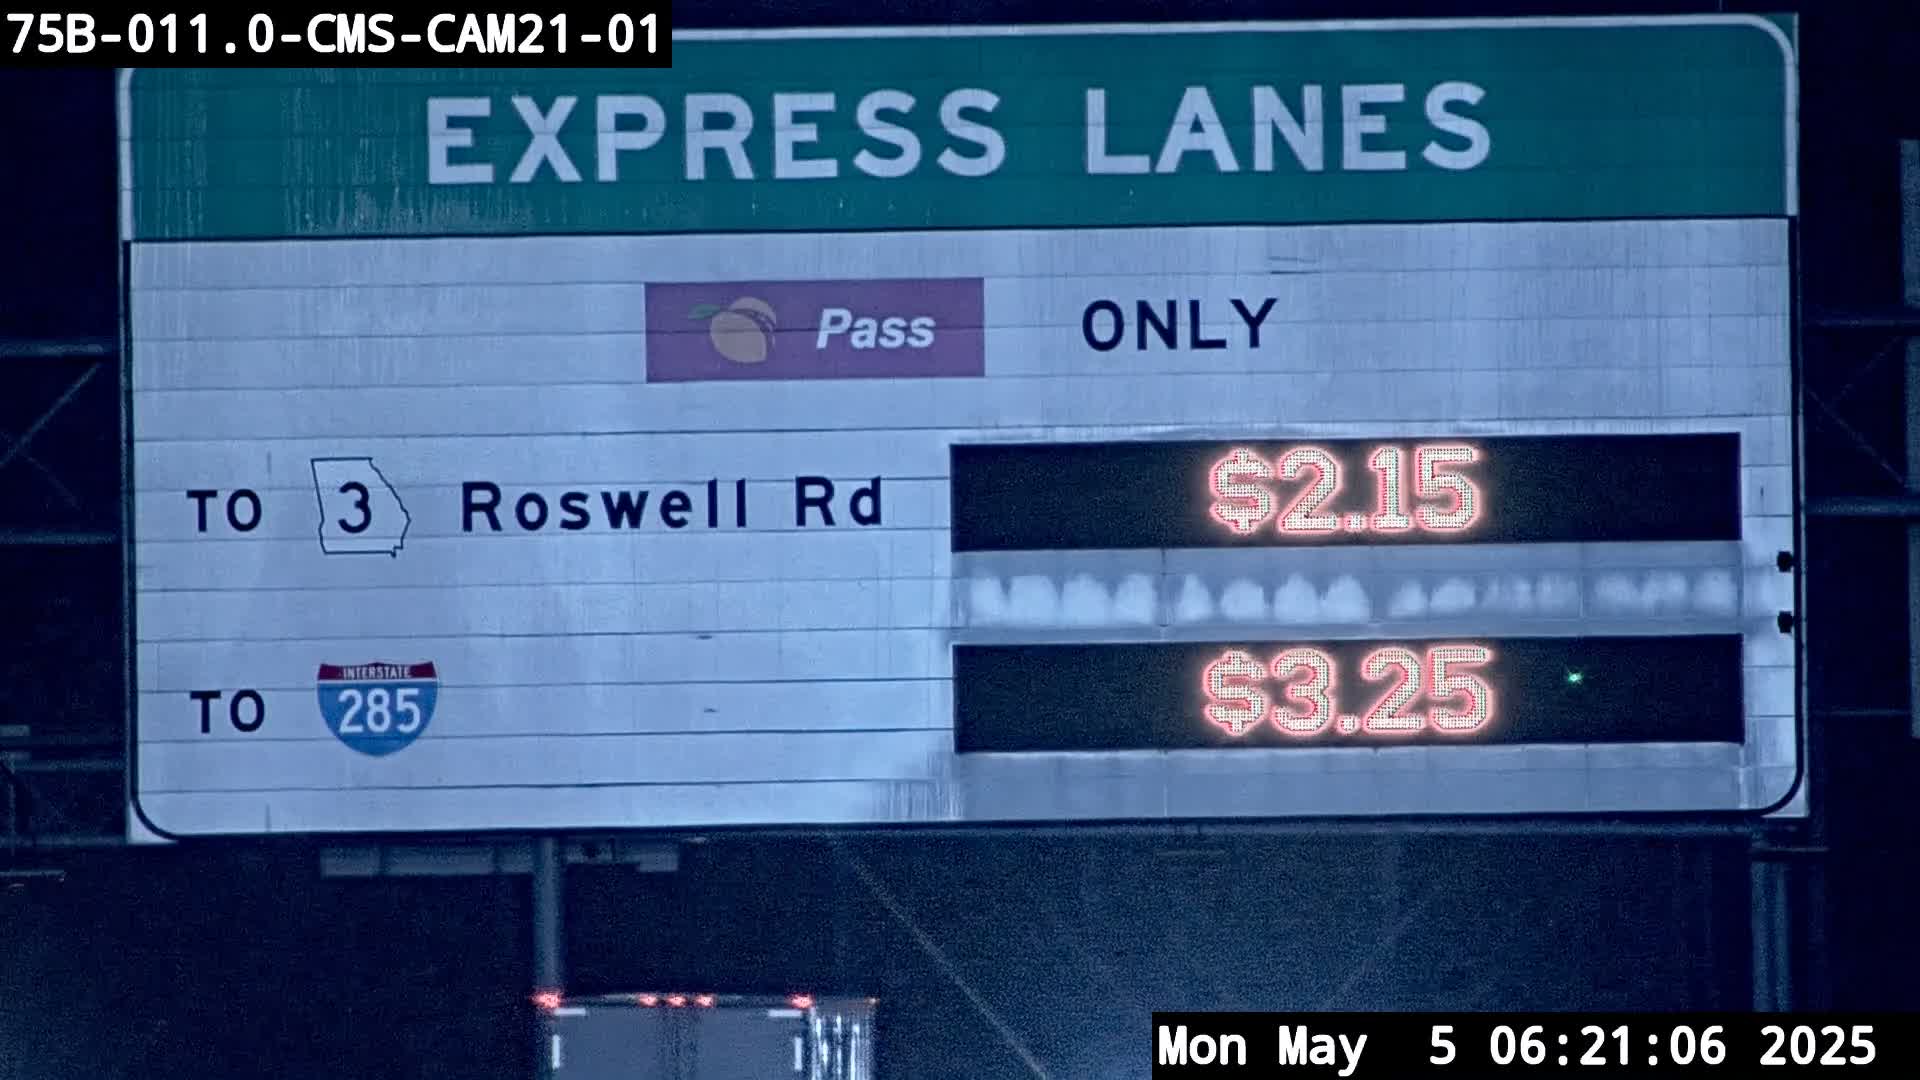 75B-011.0-CMS-CAM21-01
EXPRESS LANES
Pass ONLY
TO 3 Roswell Rd $2.15
TO INTERSTATE 285 $3.25
Mon May 5 06:21:06 2025